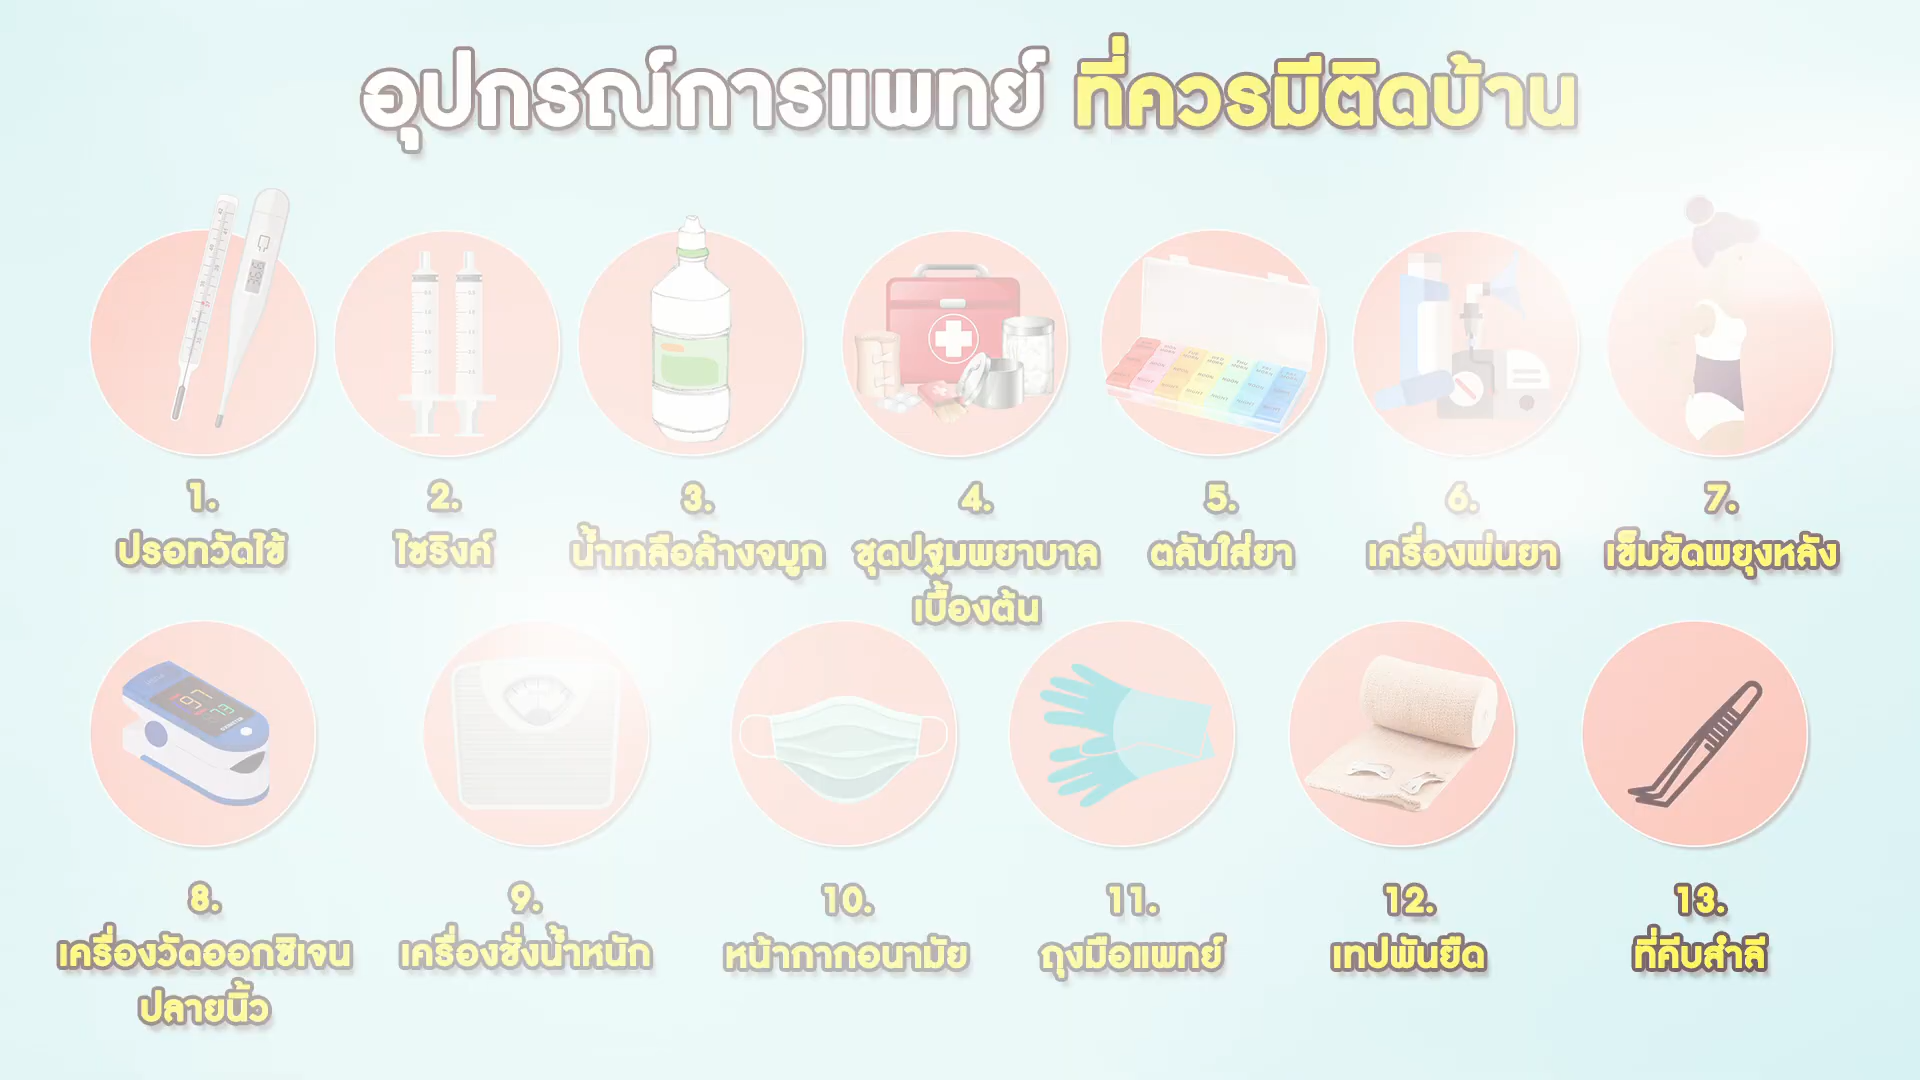 อุปกรณ์การแพทย์ ที่ควรมีติดบ้าน
1.
ปรอทวัดไข้
2.
ไซริงค์
3.
น้ำเกลือล้างจมูก
4.
ชุดปฐมพยาบาล
เบื้องต้น
5.
ตลับใส่ยา
6.
เครื่องพ่นยา
7.
เข็มขัดพยุงหลัง
8.
เครื่องวัดออกซิเจน
ปลายนิ้ว
9.
เครื่องชั่งน้ำหนัก
10.
หน้ากากอนามัย
11.
ถุงมือแพทย์
12.
เทปพันยืด
13.
ที่คีบสำลี